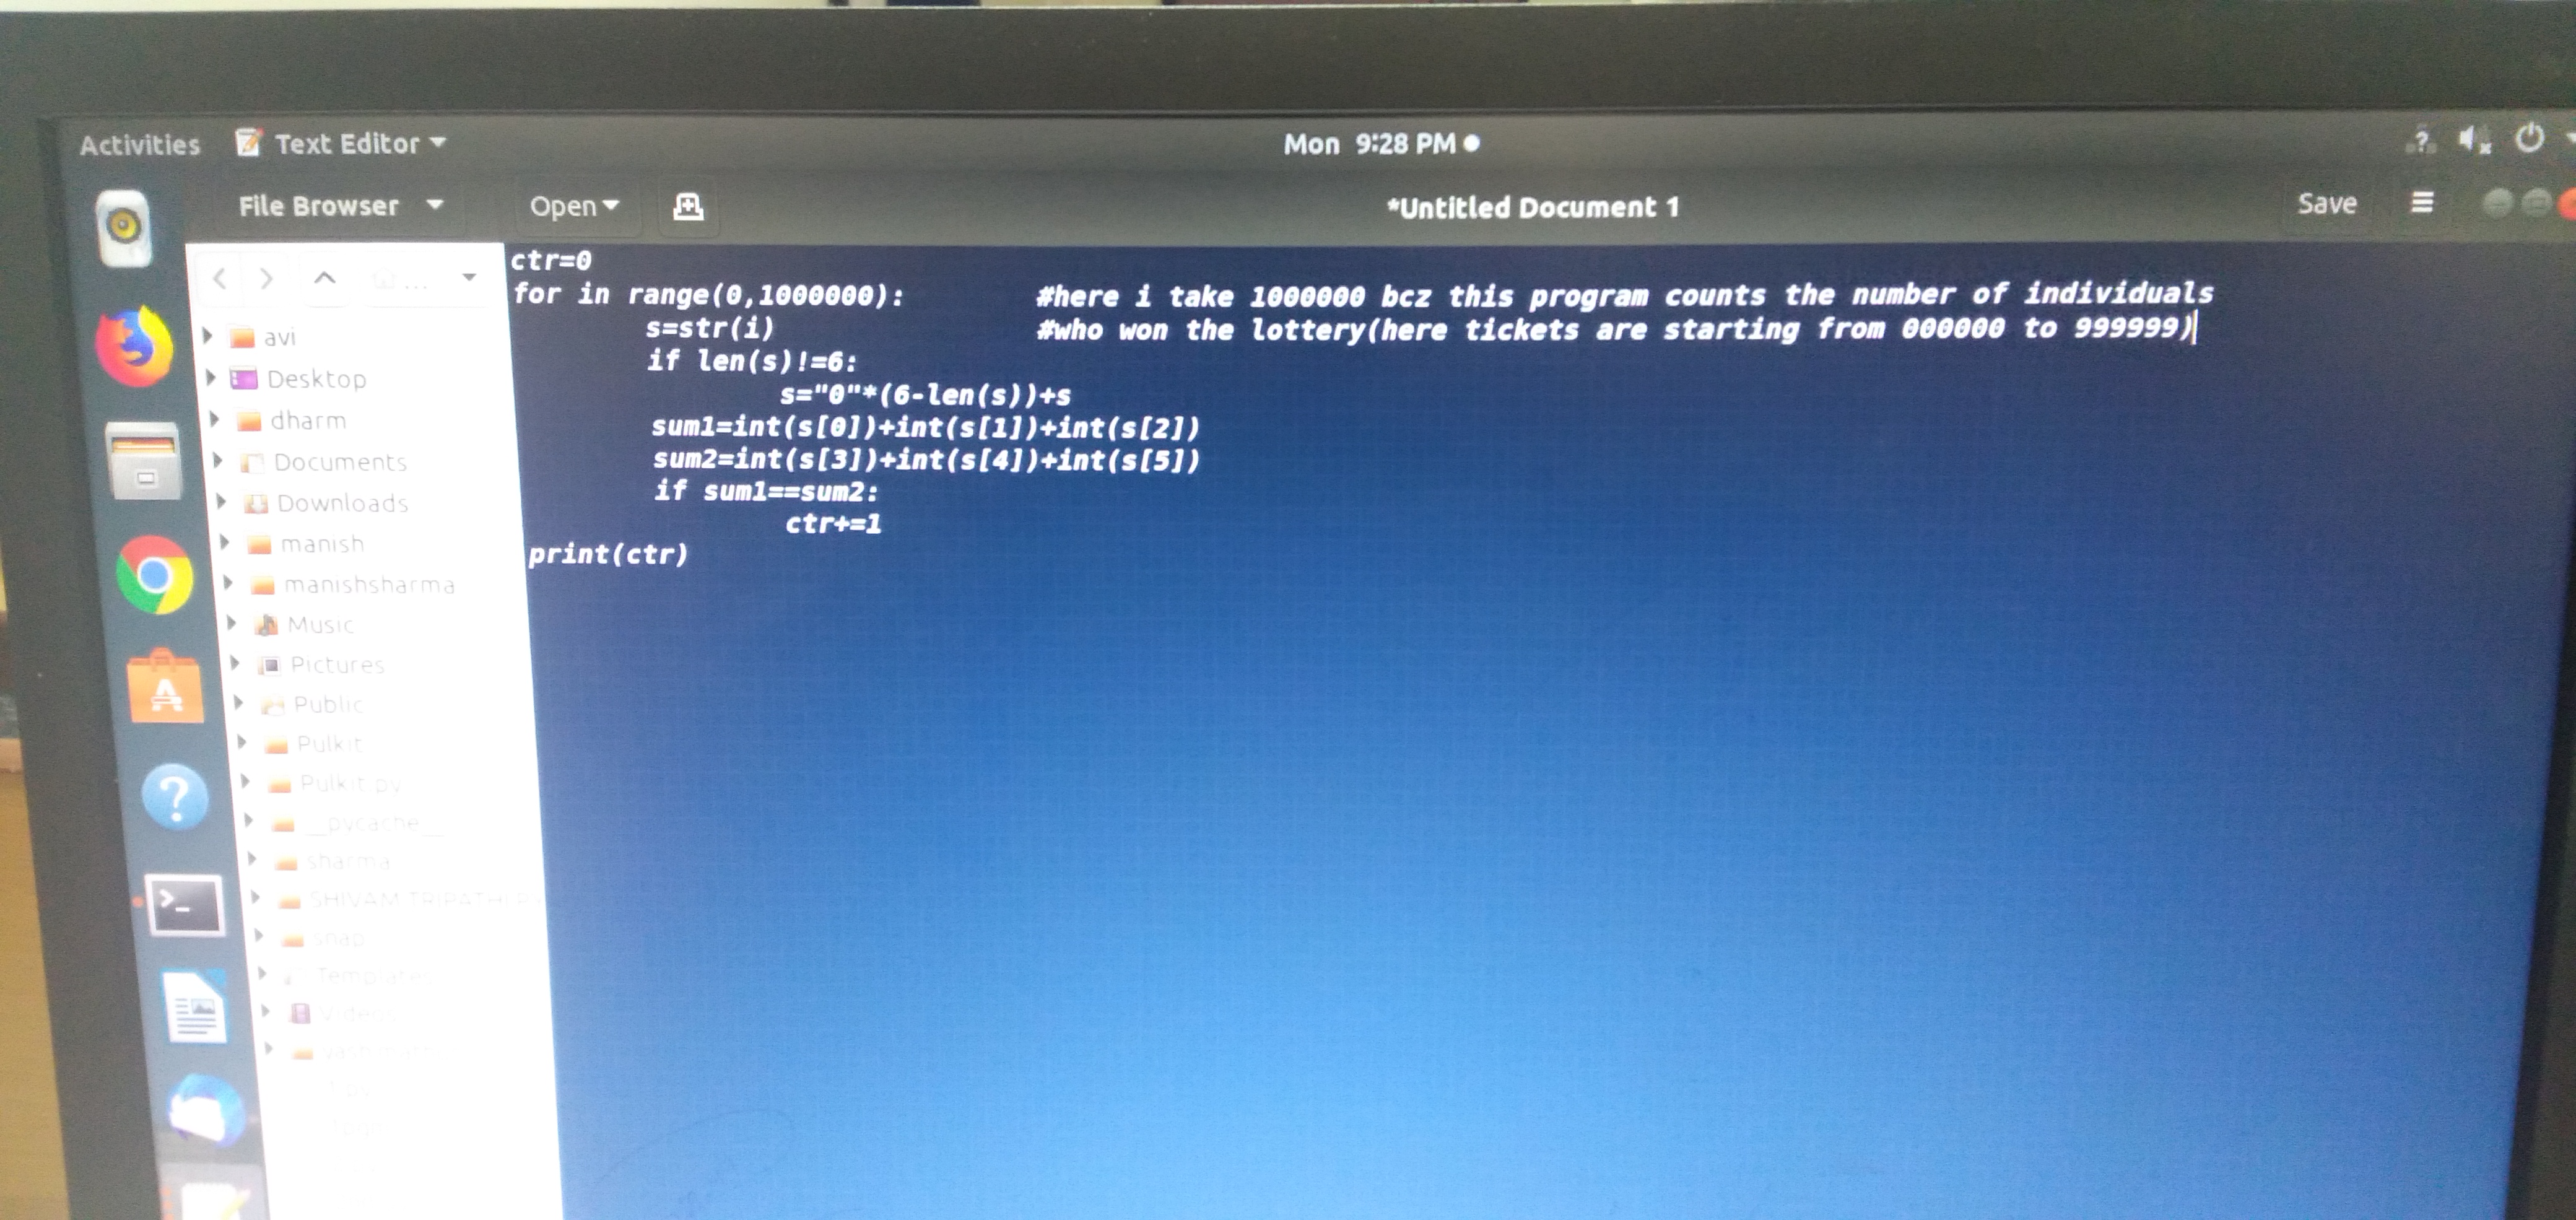 Activities Text Editor Mon 9:28 PM
File Browser Open *Untitled Document 1 Save
ctr=0
for in range(0,1000000): #here i take 1000000 bcz this program counts the number of individuals
s=str(i) #who won the lottery(here tickets are starting from 000000 to 999999)
if len(s)!=6:
s="0"*(6-len(s))+s
sum1=int(s[0])+int(s[1])+int(s[2])
sum2=int(s[3])+int(s[4])+int(s[5])
if sum1==sum2:
ctr+=1
print(ctr)
...
avi
Desktop
dharm
Documents
Downloads
manish
manishsharma
Music
Pictures
Public
Pulkit
Pulkit.py
__pycache__
sharma
SHIVAM TRIPATHI
snap
Templates
Videos